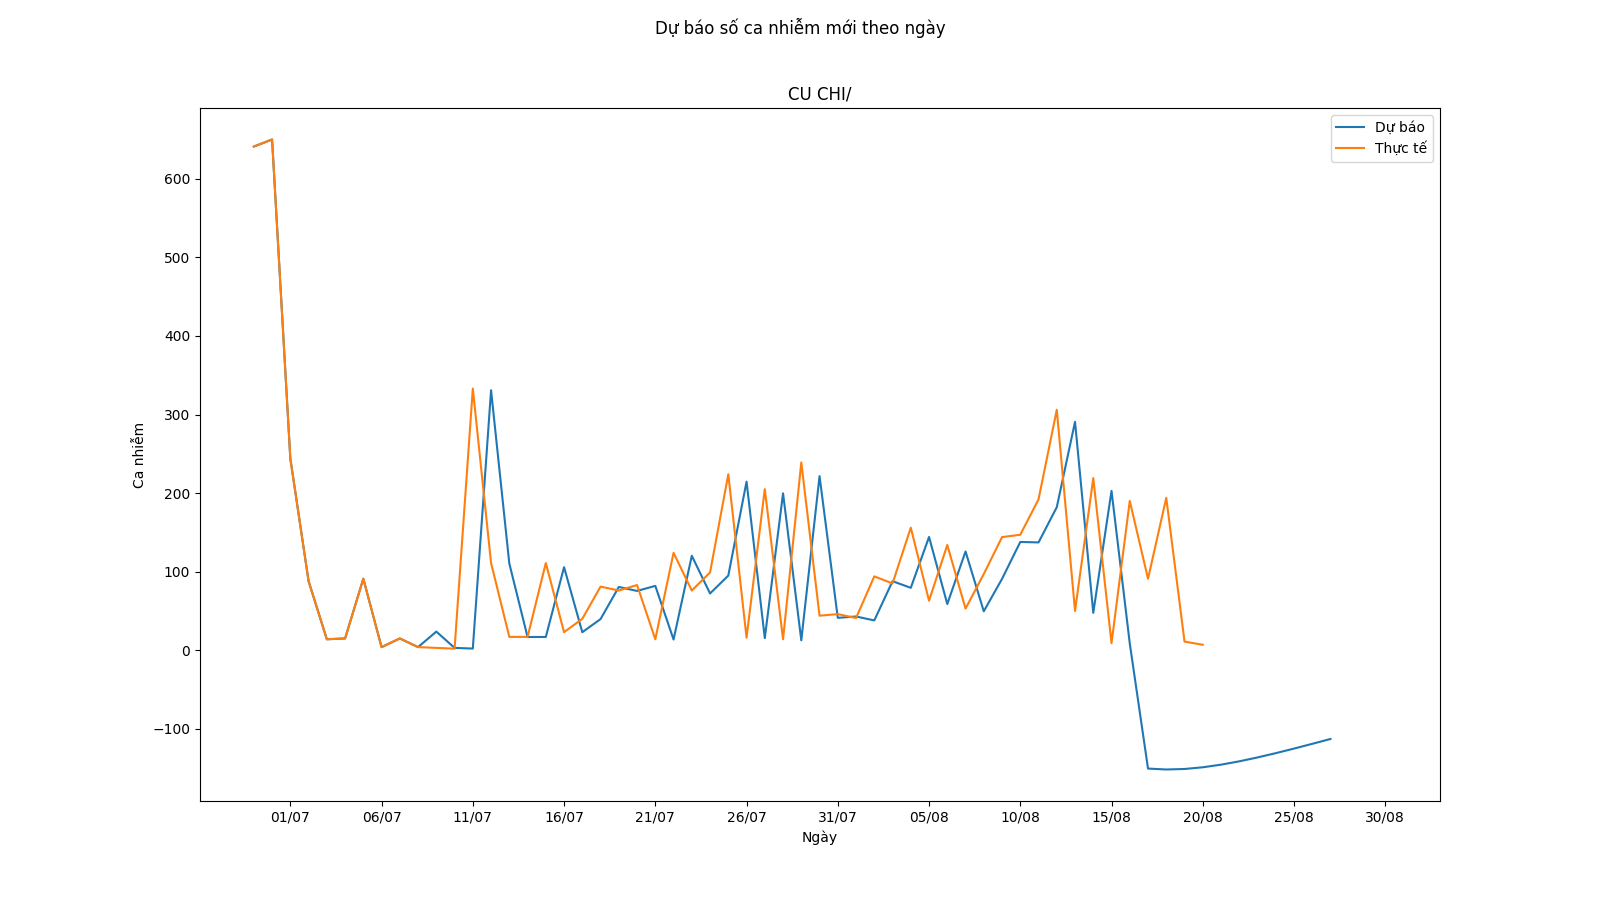 Dự báo số ca nhiễm mới theo ngày
CU CHI/
Dự báo
Thực tế
600
500
400
300
200
100
0
−100
Ca nhiễm
01/07 06/07 11/07 16/07 21/07 26/07 31/07 05/08 10/08 15/08 20/08 25/08 30/08
Ngày